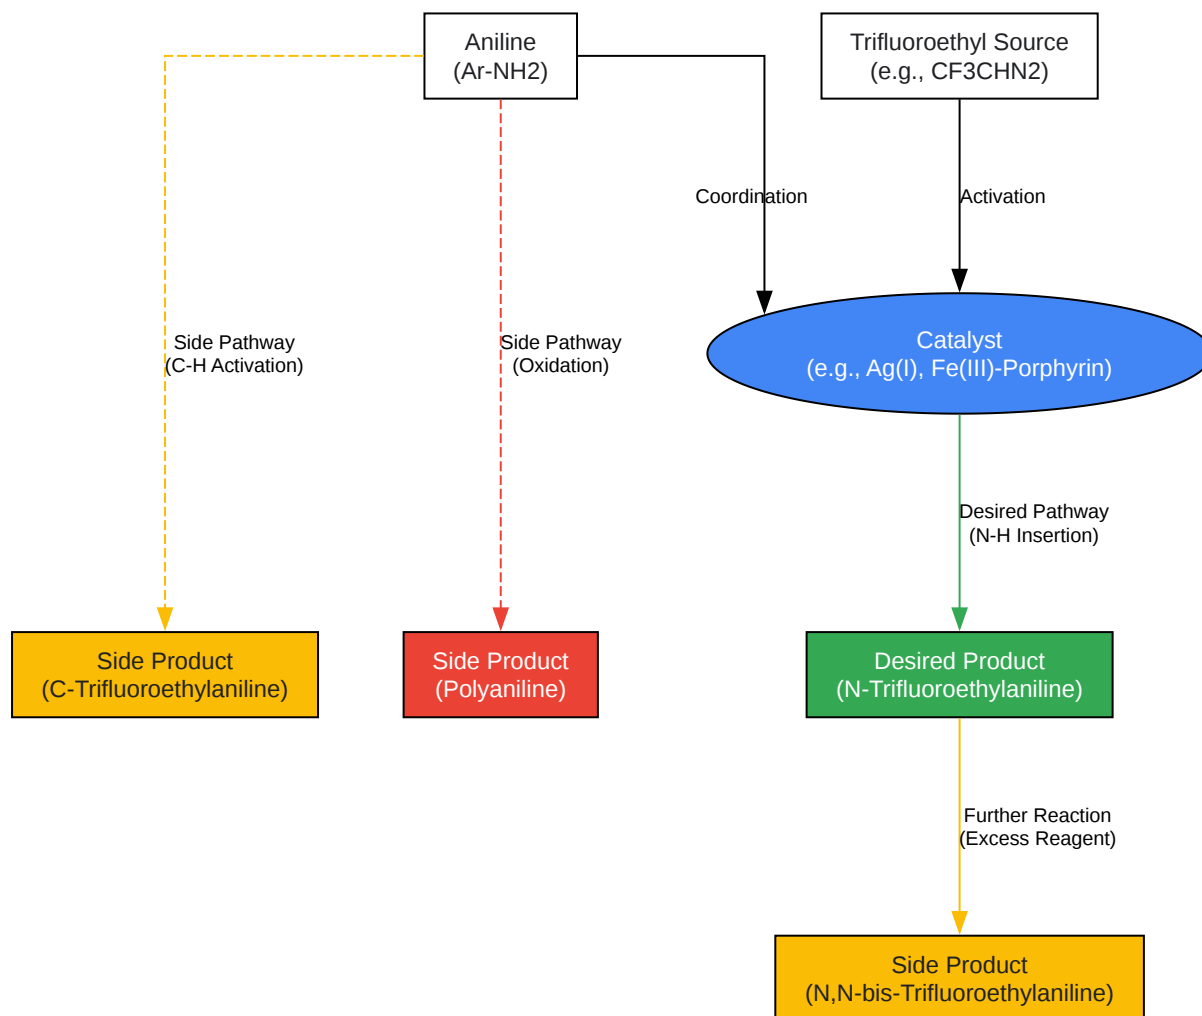 Aniline
(Ar-NH2)
Trifluoroethyl Source
(e.g., CF3CHN2)
Coordination
Activation
Side Pathway
(C-H Activation)
Side Pathway
(Oxidation)
Catalyst
(e.g., Ag(I), Fe(III)-Porphyrin)
Desired Pathway
(N-H Insertion)
Side Product
(C-Trifluoroethylaniline)
Side Product
(Polyaniline)
Desired Product
(N-Trifluoroethylaniline)
Further Reaction
(Excess Reagent)
Side Product
(N,N-bis-Trifluoroethylaniline)